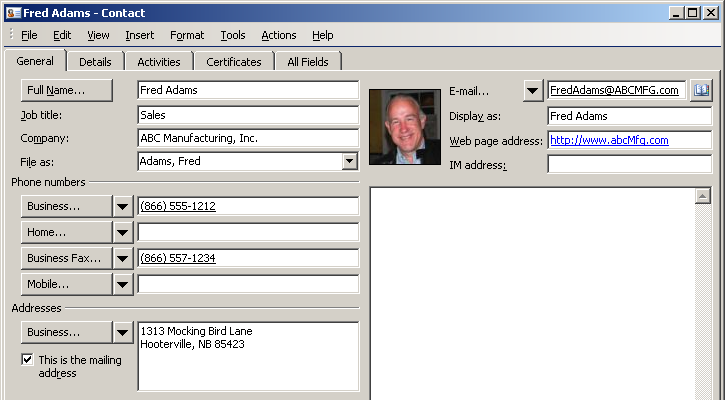 Fred Adams - Contact
File Edit View Insert Format Tools Actions Help
General Details Activities Certificates All Fields
Full Name... Fred Adams
Job title: Sales
Company: ABC Manufacturing, Inc.
File as: Adams, Fred
E-mail... FredAdams@ABCMFG.com
Display as: Fred Adams
Web page address: http://www.abcMfg.com
IM address:
Phone numbers
Business... (866) 555-1212
Home...
Business Fax... (866) 557-1234
Mobile...
Addresses
Business... 1313 Mocking Bird Lane
Hooterville, NB 85423
This is the mailing
address